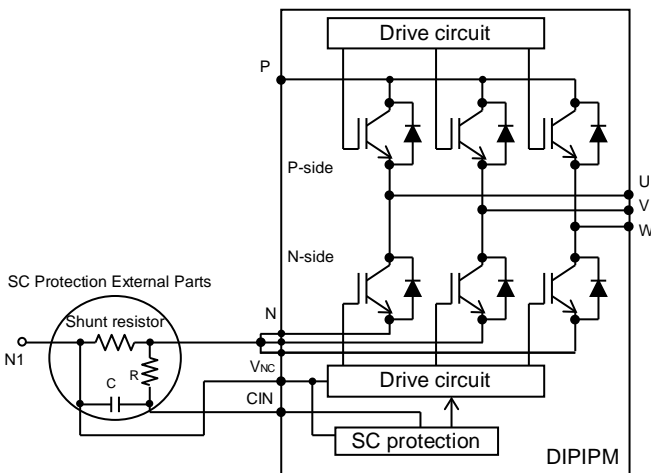 Drive circuit
P
P-side
U
V
W
N-side
SC Protection External Parts
Shunt resistor
N
N1
R
C
VNC
Drive circuit
CIN
SC protection
DIPIPM